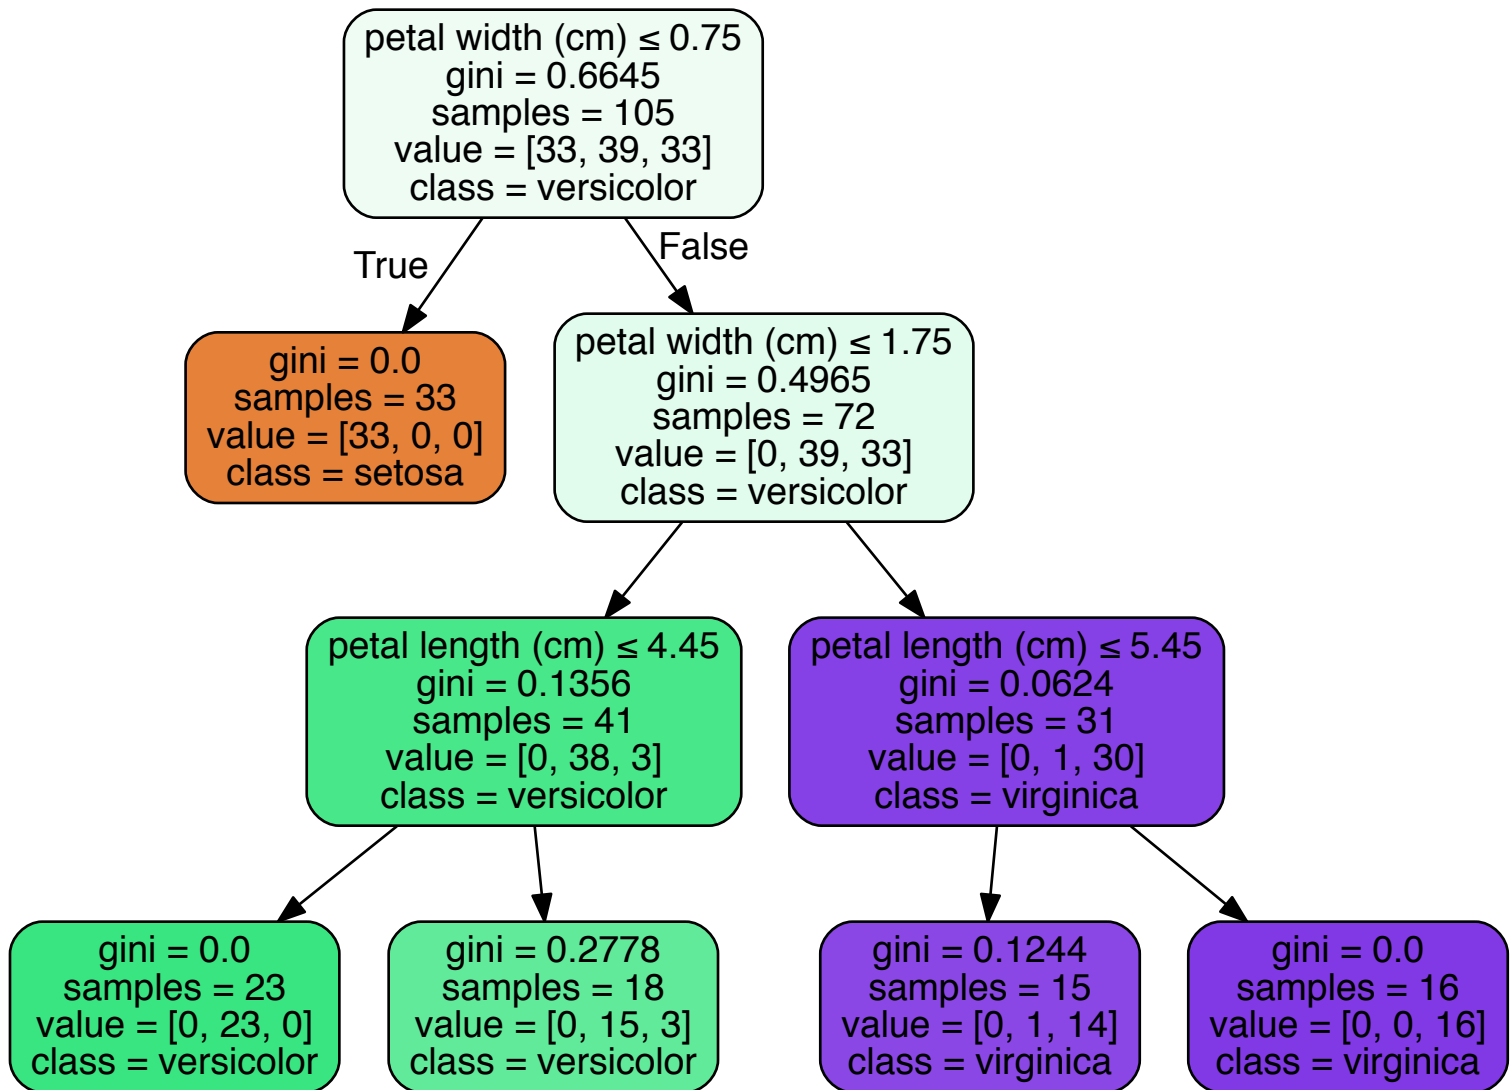 petal width (cm) ≤ 0.75
gini = 0.6645
samples = 105
value = [33, 39, 33]
class = versicolor
True
False
gini = 0.0
samples = 33
value = [33, 0, 0]
class = setosa
petal width (cm) ≤ 1.75
gini = 0.4965
samples = 72
value = [0, 39, 33]
class = versicolor
petal length (cm) ≤ 4.45
gini = 0.1356
samples = 41
value = [0, 38, 3]
class = versicolor
petal length (cm) ≤ 5.45
gini = 0.0624
samples = 31
value = [0, 1, 30]
class = virginica
gini = 0.0
samples = 23
value = [0, 23, 0]
class = versicolor
gini = 0.2778
samples = 18
value = [0, 15, 3]
class = versicolor
gini = 0.1244
samples = 15
value = [0, 1, 14]
class = virginica
gini = 0.0
samples = 16
value = [0, 0, 16]
class = virginica